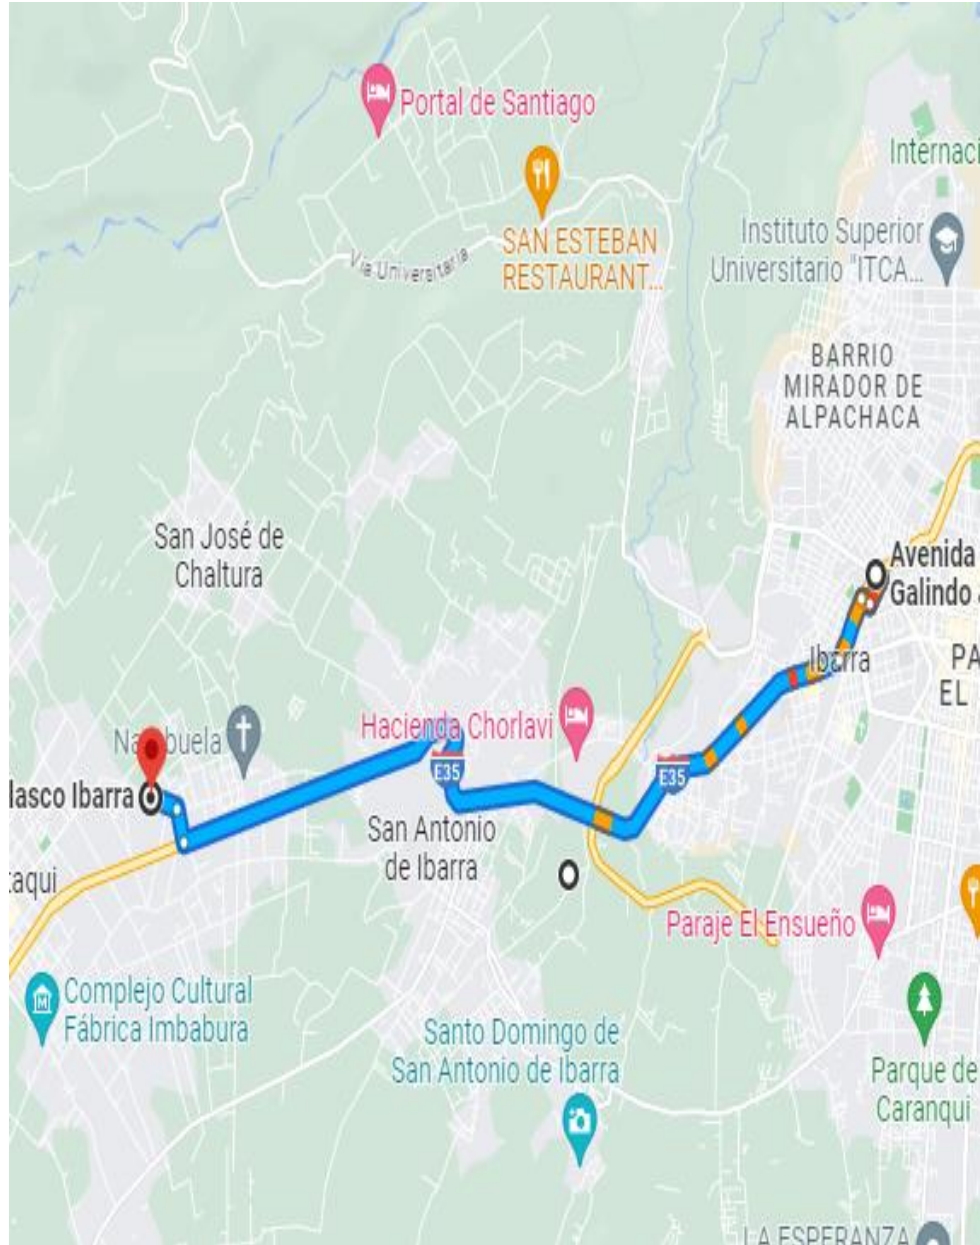 Portal de Santiago
Internaci
SAN ESTEBAN
RESTAURANT...
Instituto Superior
Universitario "ITCA...
Vía Universitaria
BARRIO
MIRADOR DE
ALPACHACA
San José de
Chaltura
Avenida
Galindo
Ibarra
PA
EL
Hacienda Chorlavi
E35
E35
lasco Ibarra
San Antonio
de Ibarra
taqui
Paraje El Ensueño
Complejo Cultural
Fábrica Imbabura
Santo Domingo de
San Antonio de Ibarra
Parque de
Caranqui
LA ESPERANZA